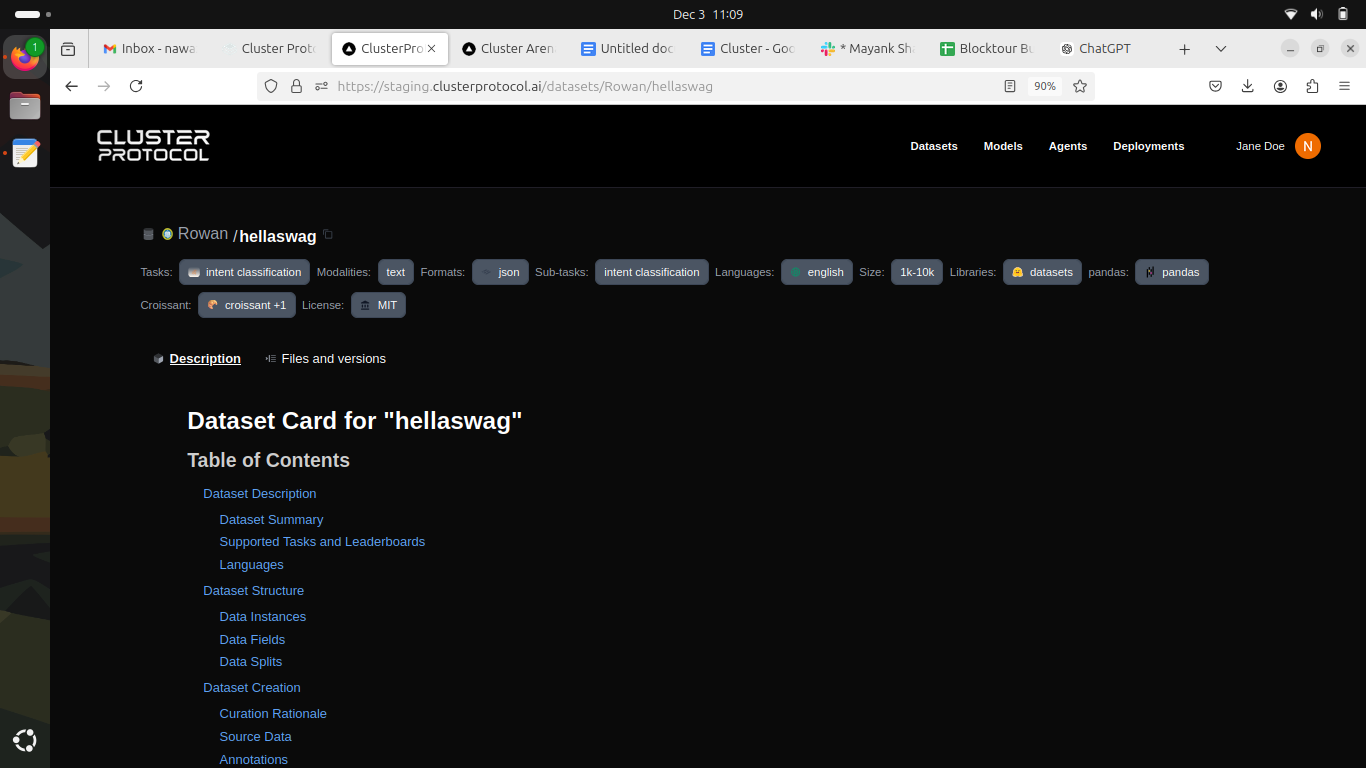 Dec 3 11:09
1
Inbox - nawa
Cluster Proto
ClusterPro
Cluster Aren
Untitled doc
Cluster - Goo
* Mayank Sha
Blocktour Bu
ChatGPT
https://staging.clusterprotocol.ai/datasets/Rowan/hellaswag
90%
CLUSTER
PROTOCOL
Datasets
Models
Agents
Deployments
Jane Doe
N
Rowan /hellaswag
Tasks: intent classification Modalities: text Formats: json Sub-tasks: intent classification Languages: english Size: 1k-10k Libraries: datasets pandas: pandas
Croissant: croissant +1 License: MIT
Description
Files and versions
Dataset Card for "hellaswag"
Table of Contents
Dataset Description
Dataset Summary
Supported Tasks and Leaderboards
Languages
Dataset Structure
Data Instances
Data Fields
Data Splits
Dataset Creation
Curation Rationale
Source Data
Annotations